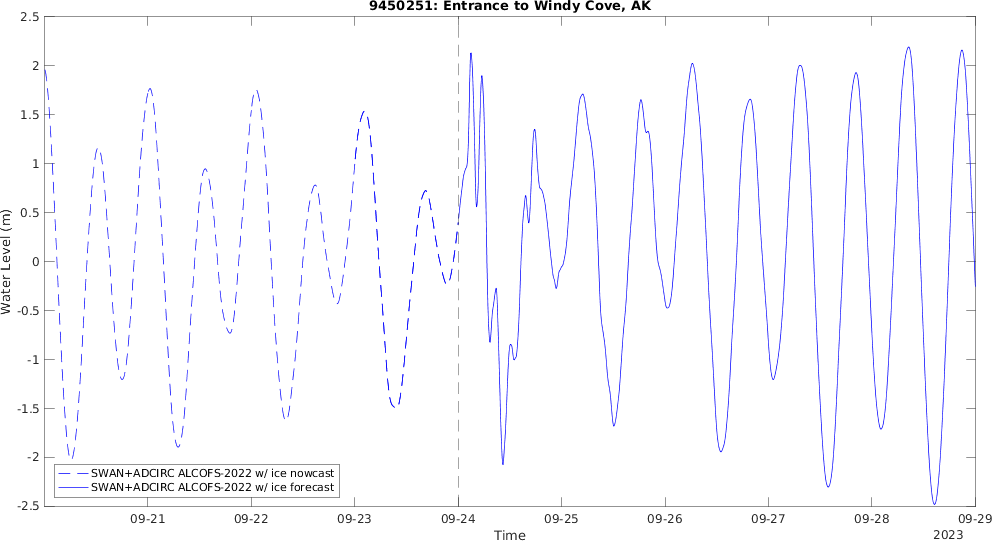 9450251: Entrance to Windy Cove, AK
2.5
2
1.5
1
0.5
0
-0.5
-1
-1.5
-2
-2.5
Water Level (m)
SWAN+ADCIRC ALCOFS-2022 w/ ice nowcast
SWAN+ADCIRC ALCOFS-2022 w/ ice forecast
09-21 09-22 09-23 09-24 09-25 09-26 09-27 09-28 09-29
Time
2023